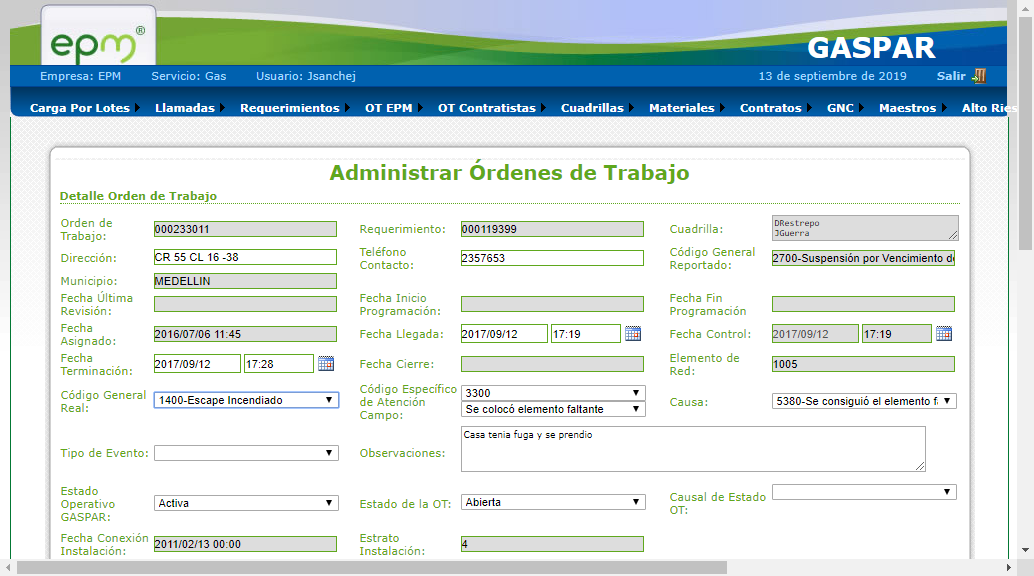 epm®
GASPAR
Empresa: EPM Servicio: Gas Usuario: Jsanchej 13 de septiembre de 2019 Salir
Carga Por Lotes Llamadas Requerimientos OT EPM OT Contratistas Cuadrillas Materiales Contratos GNC Maestros Alto Ries
Administrar Órdenes de Trabajo
Detalle Orden de Trabajo
Orden de Trabajo: 000233011 Requerimiento: 000119399 Cuadrilla: DRestrepo
JGuerra
Dirección: CR 55 CL 16 -38 Teléfono Contacto: 2357653 Código General Reportado: 2700-Suspensión por Vencimiento de
Municipio: MEDELLIN
Fecha Última Revisión: Fecha Inicio Programación: Fecha Fin Programación
Fecha Asignado: 2016/07/06 11:45 Fecha Llegada: 2017/09/12 17:19 Fecha Control: 2017/09/12 17:19
Fecha Terminación: 2017/09/12 17:28 Fecha Cierre: Elemento de Red: 1005
Código General Real: 1400-Escape Incendiado Código Específico de Atención Campo: 3300
Se colocó elemento faltante Causa: 5380-Se consiguió el elemento fa
Tipo de Evento: Observaciones: Casa tenia fuga y se prendio
Estado Operativo GASPAR: Activa Estado de la OT: Abierta Causal de Estado OT:
Fecha Conexión Instalación: 2011/02/13 00:00 Estrato Instalación: 4